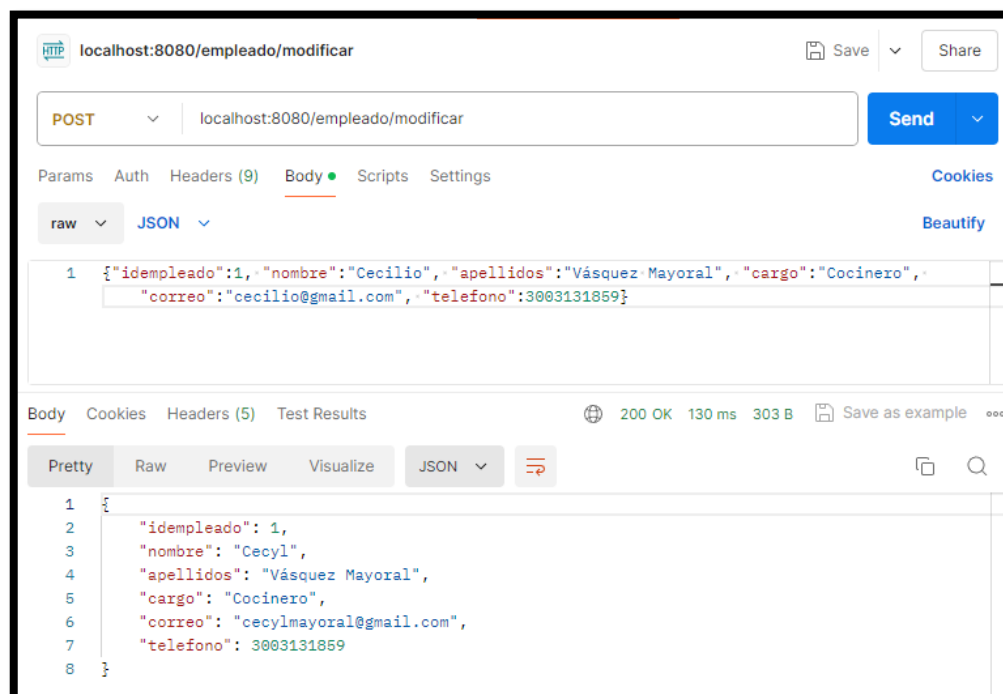 HTTP localhost:8080/empleado/modificar Save Share
POST localhost:8080/empleado/modificar Send
Params Auth Headers (9) Body Scripts Settings Cookies
raw JSON Beautify
1 {"idempleado":1, "nombre":"Cecilio", "apellidos":"Vásquez Mayoral", "cargo":"Cocinero",
"correo":"cecilio@gmail.com", "telefono":3003131859}
Body Cookies Headers (5) Test Results 200 OK 130 ms 303 B Save as example
Pretty Raw Preview Visualize JSON
1 {
2 "idempleado": 1,
3 "nombre": "Cecyl",
4 "apellidos": "Vásquez Mayoral",
5 "cargo": "Cocinero",
6 "correo": "cecylmayoral@gmail.com",
7 "telefono": 3003131859
8 }